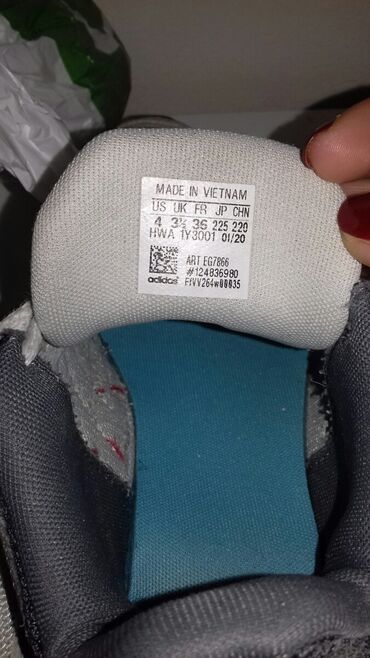 MADE IN VIETNAM
US UK FR JP CHN
4 3½ 36 225 220
HWA 1Y3001 01/20
ART EG7866
#124836980
adidas